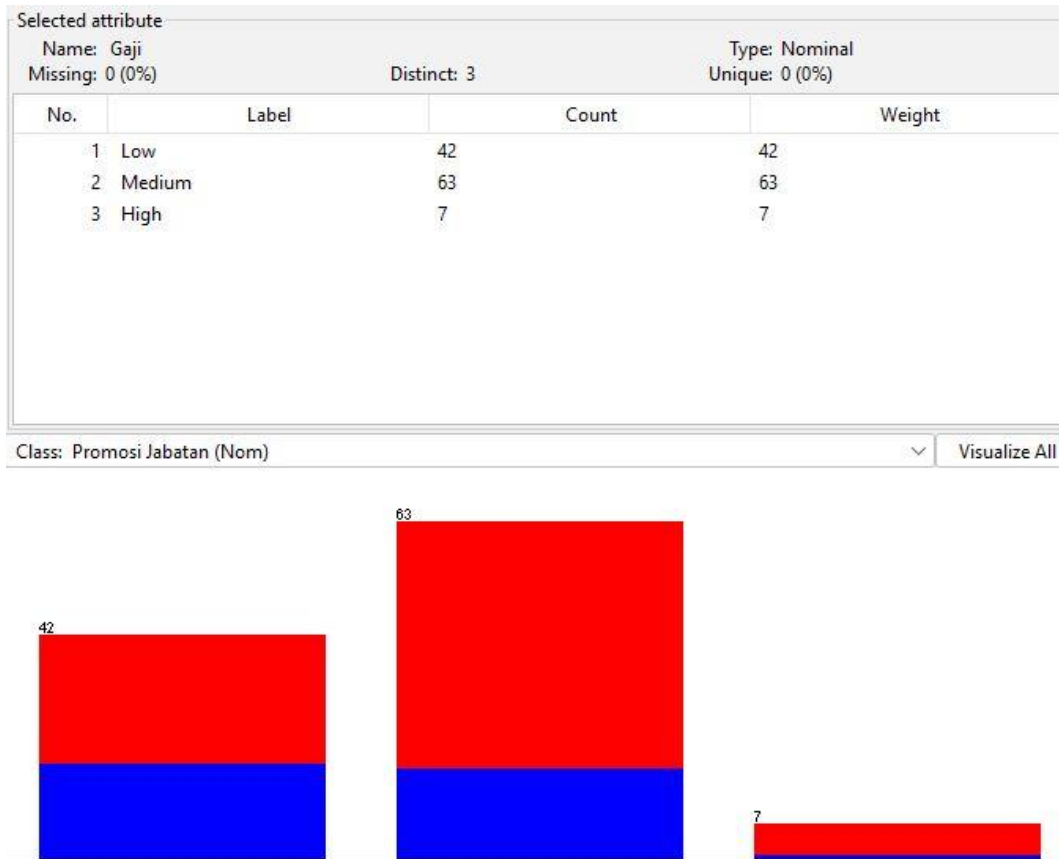 Selected attribute
Name: Gaji Type: Nominal
Missing: 0 (0%) Distinct: 3 Unique: 0 (0%)
No. Label Count Weight
1 Low 42 42
2 Medium 63 63
3 High 7 7
Class: Promosi Jabatan (Nom) Visualize All
63
42
7